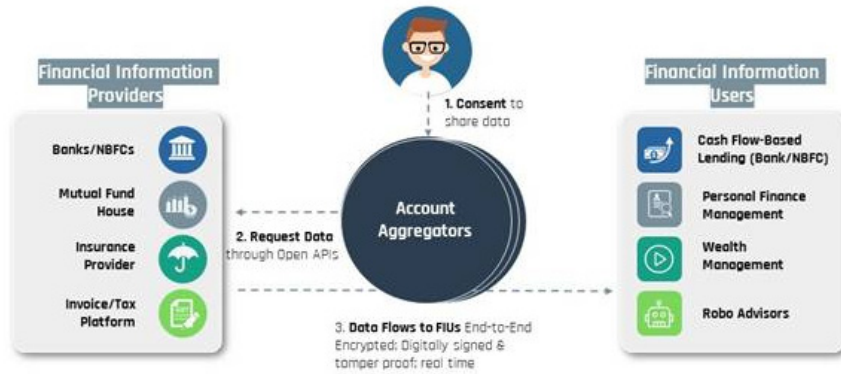 Financial Information
Providers
Banks/NBFCs
Mutual Fund
House
Insurance
Provider
Invoice/Tax
Platform
1. Consent to
share data
Account
Aggregators
2. Request Data
through Open APIs
3. Data Flows to FIUs End-to-End
Encrypted; Digitally signed &
tamper proof; real time
Financial Information
Users
Cash Flow-Based
Lending (Bank/NBFC)
Personal Finance
Management
Wealth
Management
Robo Advisors